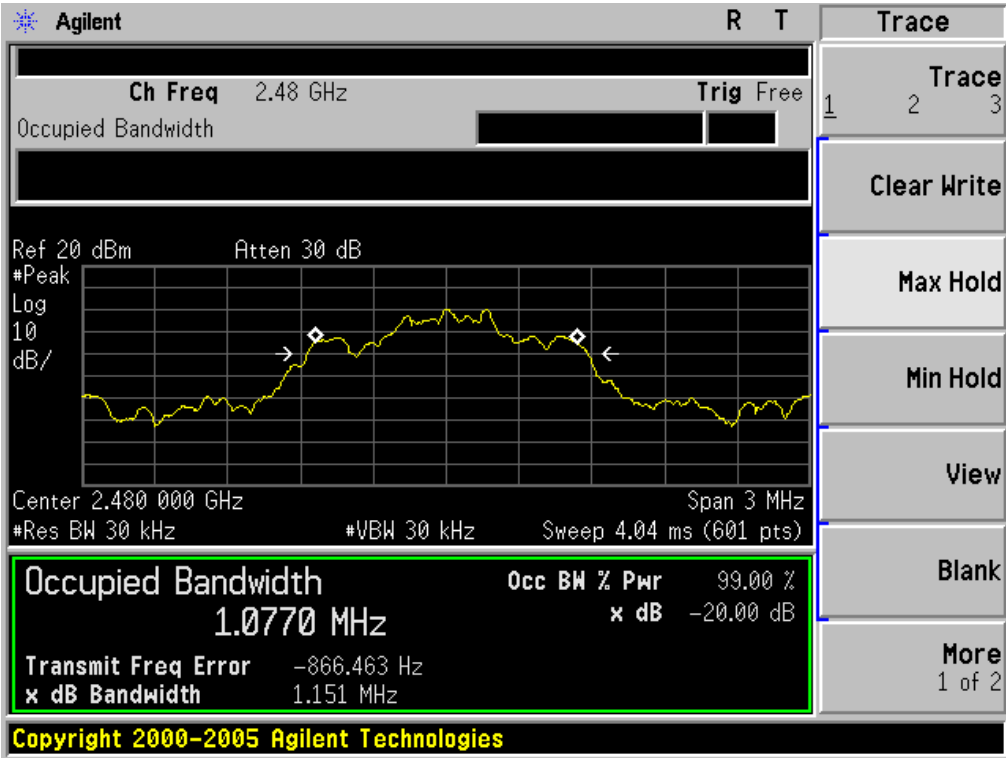 Agilent R T Trace
Ch Freq 2.48 GHz Trig Free
Occupied Bandwidth
Trace
1 2 3
Clear Write
Max Hold
Min Hold
View
Blank
More
1 of 2
Ref 20 dBm Atten 30 dB
#Peak
Log
10
dB/
Center 2.480 000 GHz Span 3 MHz
#Res BW 30 kHz #VBW 30 kHz Sweep 4.04 ms (601 pts)
Occupied Bandwidth Occ BW % Pwr 99.00 %
1.0770 MHz x dB -20.00 dB
Transmit Freq Error -866.463 Hz
x dB Bandwidth 1.151 MHz
Copyright 2000-2005 Agilent Technologies